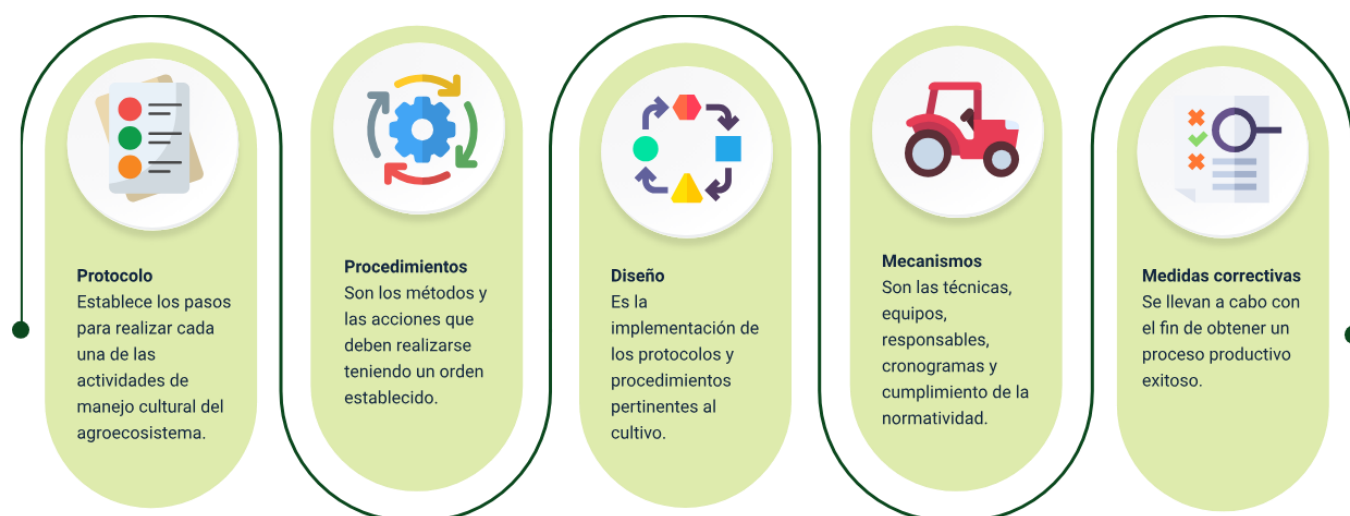 Protocolo
Establece los pasos
para realizar cada
una de las
actividades de
manejo cultural del
agroecosistema.
Procedimientos
Son los métodos y
las acciones que
deben realizarse
teniendo un orden
establecido.
Diseño
Es la
implementación de
los protocolos y
procedimientos
pertinentes al
cultivo.
Mecanismos
Son las técnicas,
equipos,
responsables,
cronogramas y
cumplimiento de la
normatividad.
Medidas correctivas
Se llevan a cabo con
el fin de obtener un
proceso productivo
exitoso.